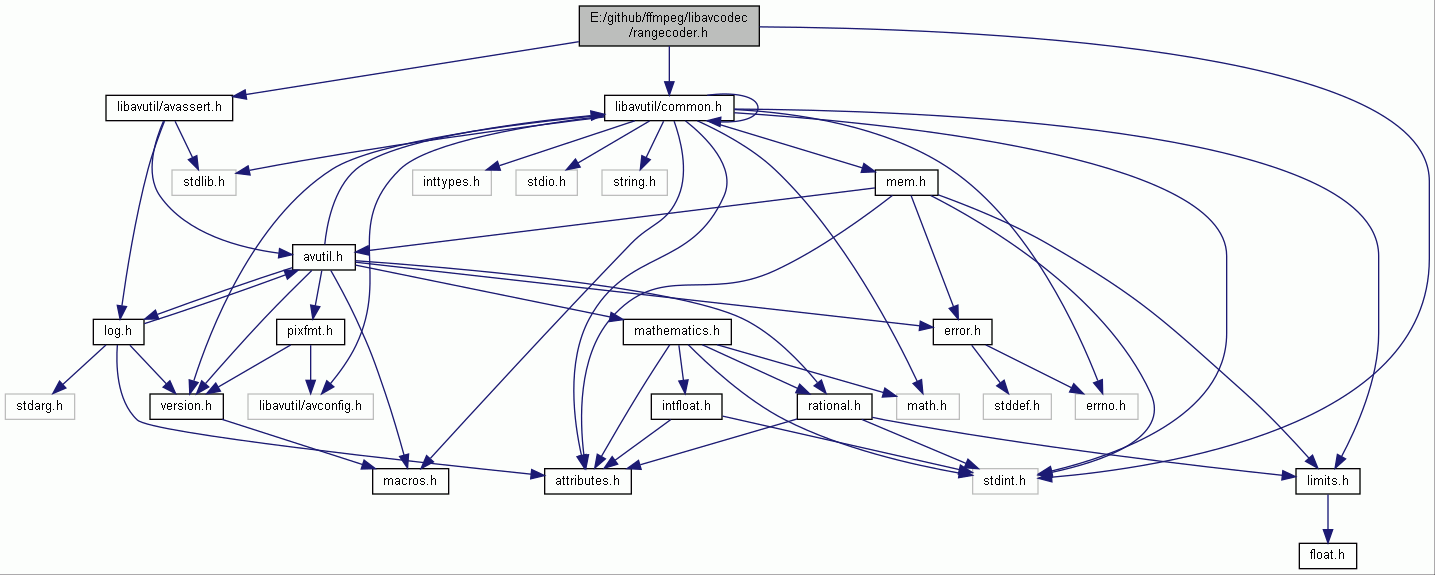 E:/github/ffmpeg/libavcodec
/rangecoder.h
libavutil/avassert.h
libavutil/common.h
stdlib.h
inttypes.h
stdio.h
string.h
mem.h
avutil.h
log.h
pixfmt.h
mathematics.h
error.h
stdarg.h
version.h
libavutil/avconfig.h
intfloat.h
rational.h
math.h
stddef.h
errno.h
macros.h
attributes.h
stdint.h
limits.h
float.h